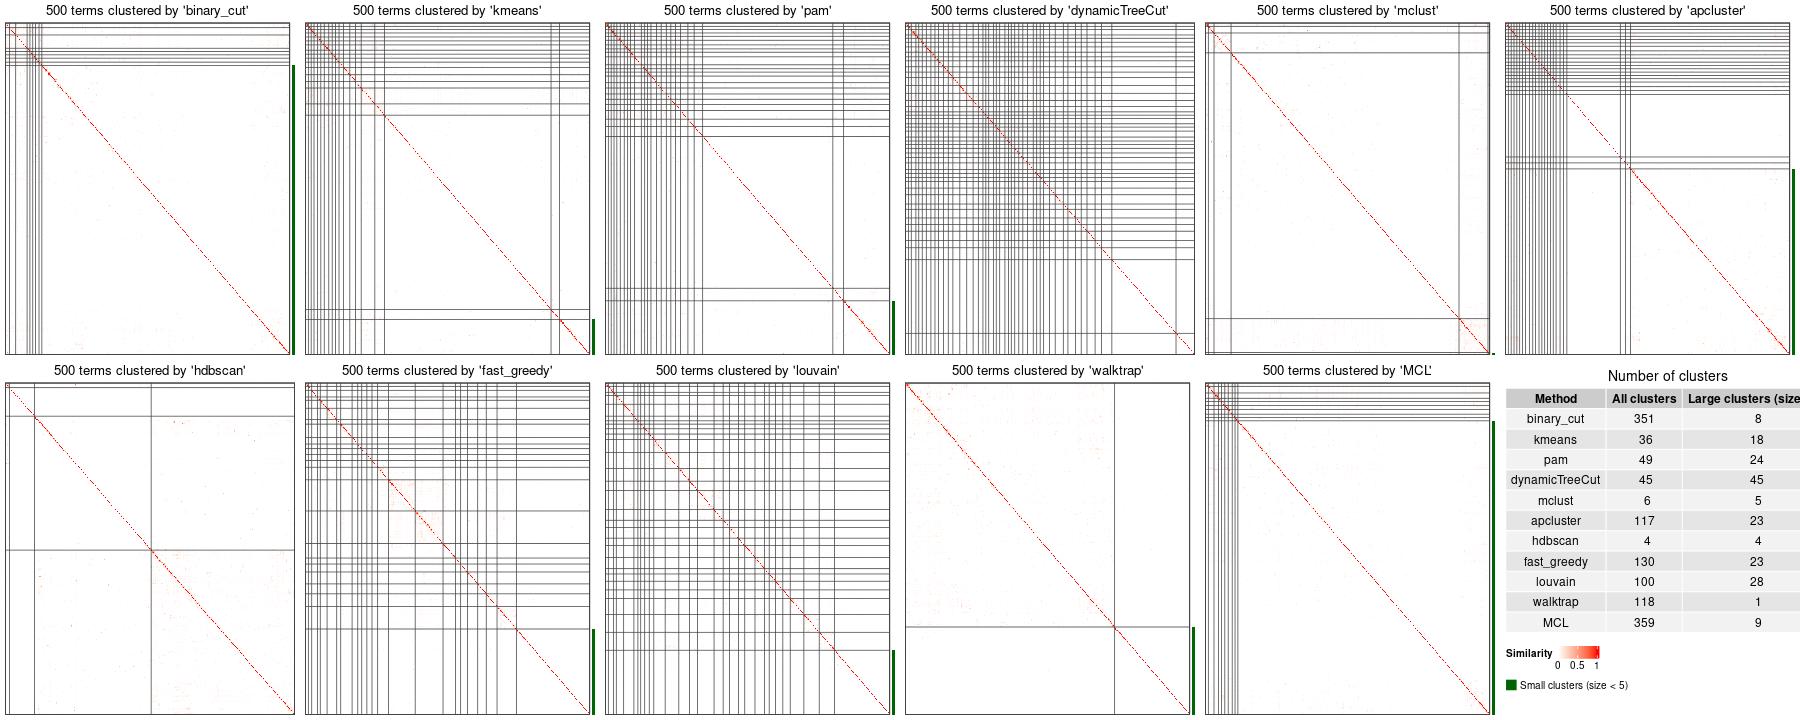 500 terms clustered by 'binary_cut'
500 terms clustered by 'kmeans'
500 terms clustered by 'pam'
500 terms clustered by 'dynamicTreeCut'
500 terms clustered by 'mclust'
500 terms clustered by 'apcluster'
500 terms clustered by 'hdbscan'
500 terms clustered by 'fast_greedy'
500 terms clustered by 'louvain'
500 terms clustered by 'walktrap'
500 terms clustered by 'MCL'
Number of clusters
Method All clusters Large clusters (size
binary_cut 351 8
kmeans 36 18
pam 49 24
dynamicTreeCut 45 45
mclust 6 5
apcluster 117 23
hdbscan 4 4
fast_greedy 130 23
louvain 100 28
walktrap 118 1
MCL 359 9
Similarity
0 0.5 1
Small clusters (size < 5)